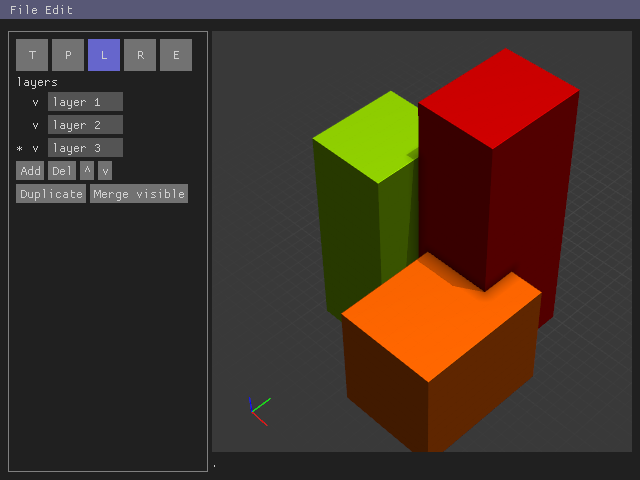 File Edit
T P L R E
layers
v layer 1
v layer 2
* v layer 3
Add Del ^ v
Duplicate Merge visible
.